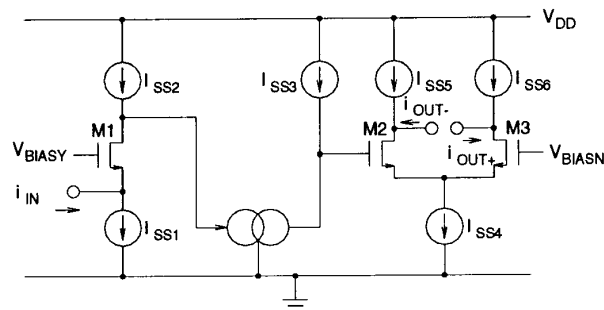 V_DD
I_SS2
I_SS3
I_SS5
I_SS6
i_OUT-
M1
M2
M3
V_BIASY
i_OUT+
V_BIASN
i_IN
I_SS1
I_SS4